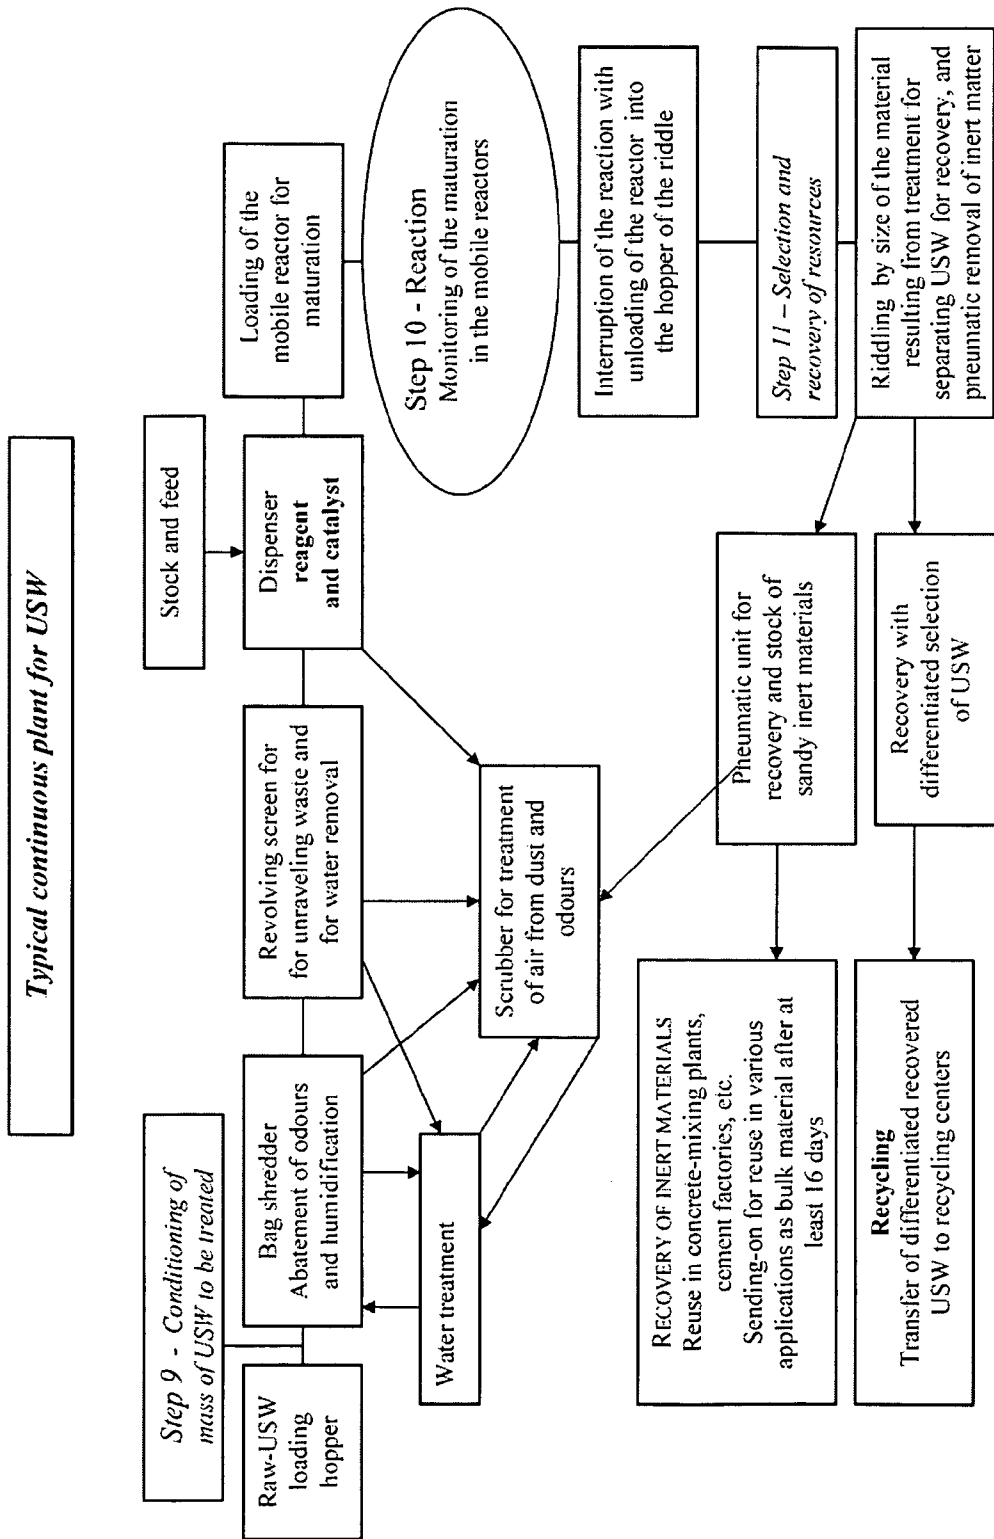 Typical continuous plant for USW
Step 9 - Conditioning of
mass of USW to be treated
Stock and feed
Raw-USW
loading
hopper
Bag shredder
Abatement of odours
and humidification
Revolving screen for
for unraveling waste and
for water removal
Dispenser
reagent
and catalyst
Loading of the
mobile reactor for
maturation
Water treatment
Scrubber for treatment
of air from dust and
odours
Step 10 - Reaction
Monitoring of the maturation
in the mobile reactors
Interruption of the reaction with
unloading of the reactor into
the hopper of the riddle
Step 11 – Selection and
recovery of resources
Riddling by size of the material
resulting from treatment for
separating USW for recovery, and
pneumatic removal of inert matter
Pneumatic unit for
recovery and stock of
sandy inert materials
RECOVERY OF INERT MATERIALS
Reuse in concrete-mixing plants,
cement factories, etc.
Sending-on for reuse in various
applications as bulk material after at
least 16 days
Recovery with
differentiated selection
of USW
Recycling
Transfer of differentiated recovered
USW to recycling centers